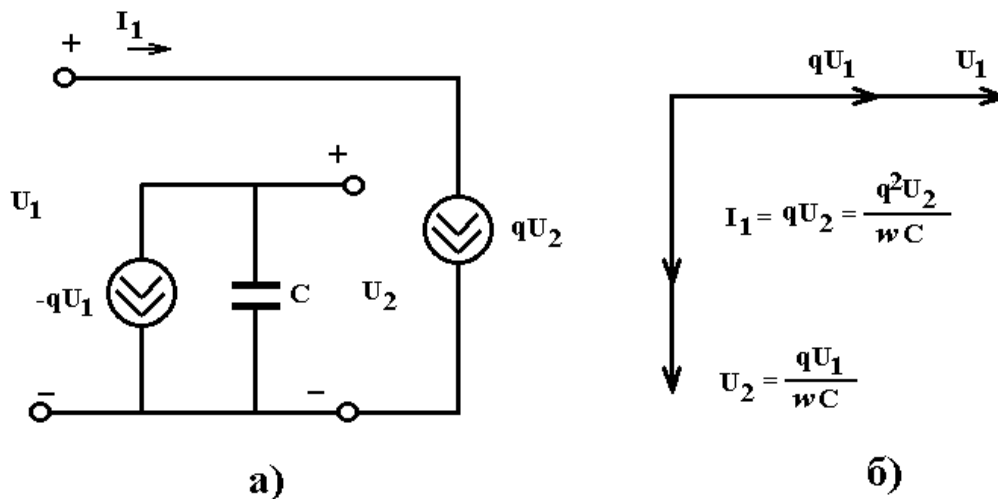 I₁
+
+
U₁
-qU₁
C
U₂
qU₂
−
−
a)
qU₁
U₁
I₁ = qU₂ = q²U₂ / wC
U₂ = qU₁ / wC
б)